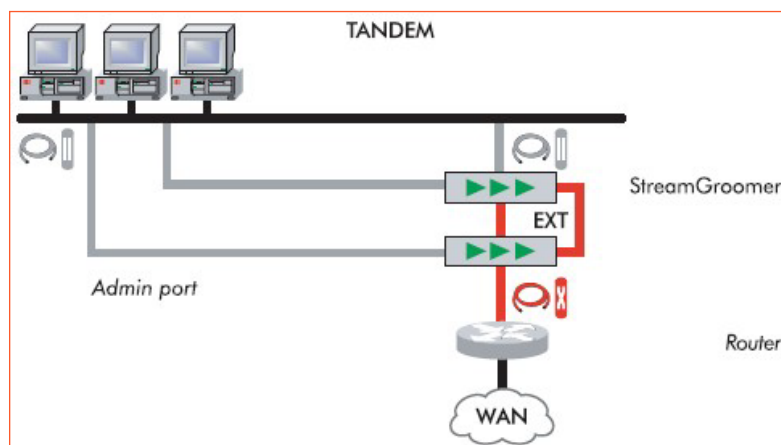 TANDEM
StreamGroomer
EXT
Admin port
Router
WAN